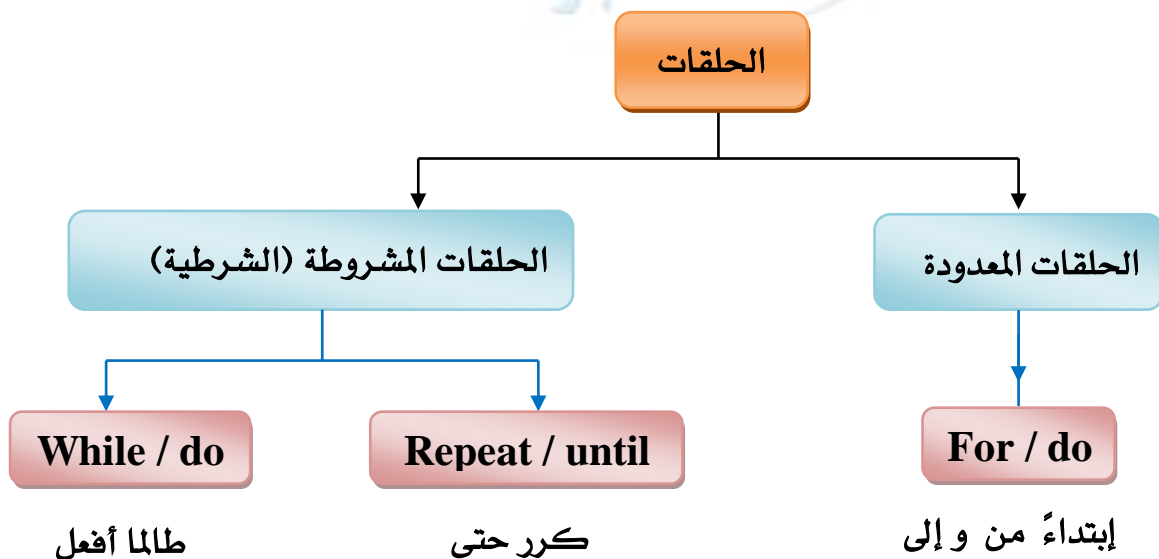 الحلقات
الحلقات المعدودة
الحلقات المشروطة (الشرطية)
For / do
Repeat / until
While / do
إبتداءً من و إلى
كرر حتى
طالما أفعل